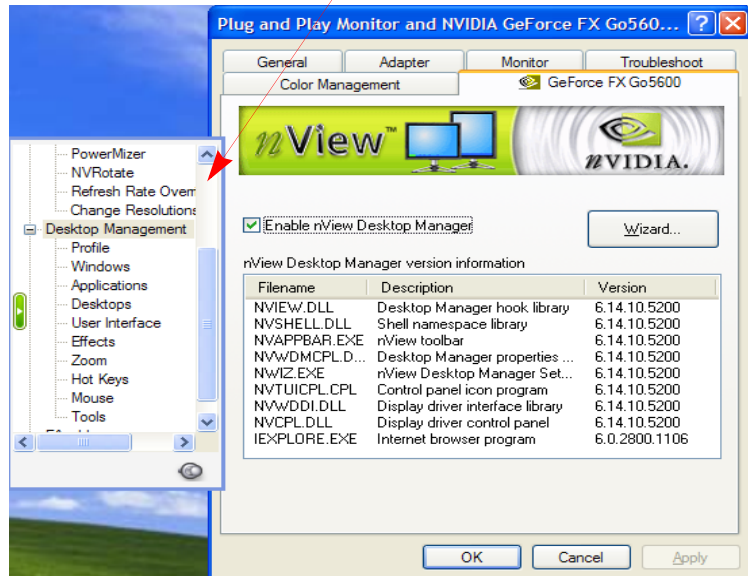 Plug and Play Monitor and NVIDIA GeForce FX Go560...
General Adapter Monitor Troubleshoot
Color Management GeForce FX Go5600
nView™ nVIDIA.
PowerMizer
NVRotate
Refresh Rate Overr
Change Resolutions
Desktop Management
Profile
Windows
Applications
Desktops
User Interface
Effects
Zoom
Hot Keys
Mouse
Tools
Enable nView Desktop Manager
Wizard...
nView Desktop Manager version information
Filename Description Version
NVIEW.DLL Desktop Manager hook library 6.14.10.5200
NVSHELL.DLL Shell namespace library 6.14.10.5200
NVAPPBAR.EXE nView toolbar 6.14.10.5200
NVWDMCPL.D... Desktop Manager properties ... 6.14.10.5200
NWIZ.EXE nView Desktop Manager Set... 6.14.10.5200
NVTUICPL.CPL Control panel icon program 6.14.10.5200
NVWDDI.DLL Display driver interface library 6.14.10.5200
NVCPL.DLL Display driver control panel 6.14.10.5200
IEXPLORE.EXE Internet browser program 6.0.2800.1106
OK Cancel Apply